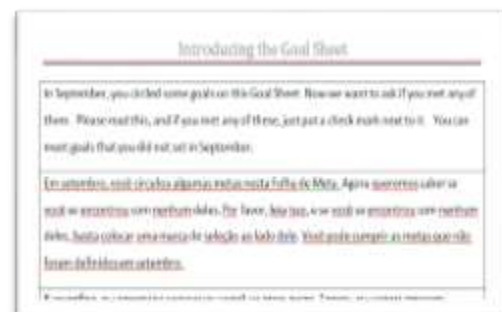 Introducing the Goal Sheet
In September, you circled some goals on this Goal Sheet. Now we want to ask if you met any of
them. Please read this, and if you met any of these, just put a check mark next to it. You can
meet goals that you did not set in September.
Em setembro, você circulou algumas metas nesta Folha de Meta. Agora queremos saber se
você se encontrou com nenhum deles. Por favor, leia isso, e se você se encontrou com nenhum
deles, basta colocar uma marca de seleção ao lado dele. Você pode cumprir as metas que não
foram definidos em setembro.